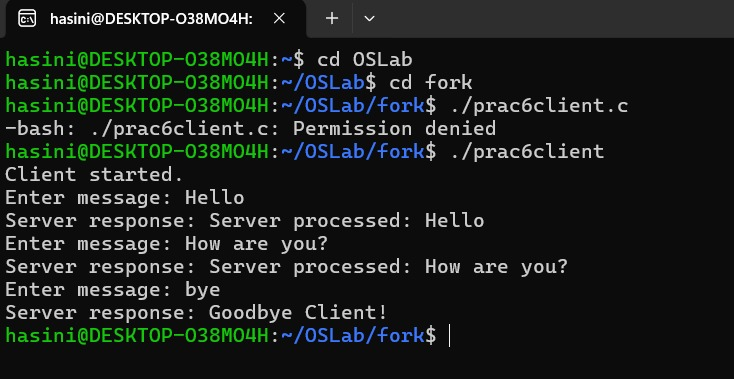 hasini@DESKTOP-O38MO4H:
hasini@DESKTOP-O38MO4H:~$ cd OSLab
hasini@DESKTOP-O38MO4H:~/OSLab$ cd fork
hasini@DESKTOP-O38MO4H:~/OSLab/fork$ ./prac6client.c
-bash: ./prac6client.c: Permission denied
hasini@DESKTOP-O38MO4H:~/OSLab/fork$ ./prac6client
Client started.
Enter message: Hello
Server response: Server processed: Hello
Enter message: How are you?
Server response: Server processed: How are you?
Enter message: bye
Server response: Goodbye Client!
hasini@DESKTOP-O38MO4H:~/OSLab/fork$